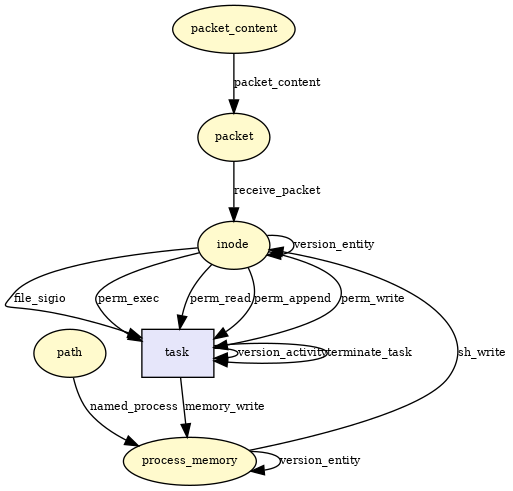 packet_content
packet_content
packet
receive_packet
inode
version_entity
file_sigio
perm_exec
perm_read
perm_append
perm_write
path
task
version_activity
terminate_task
sh_write
named_process
memory_write
process_memory
version_entity